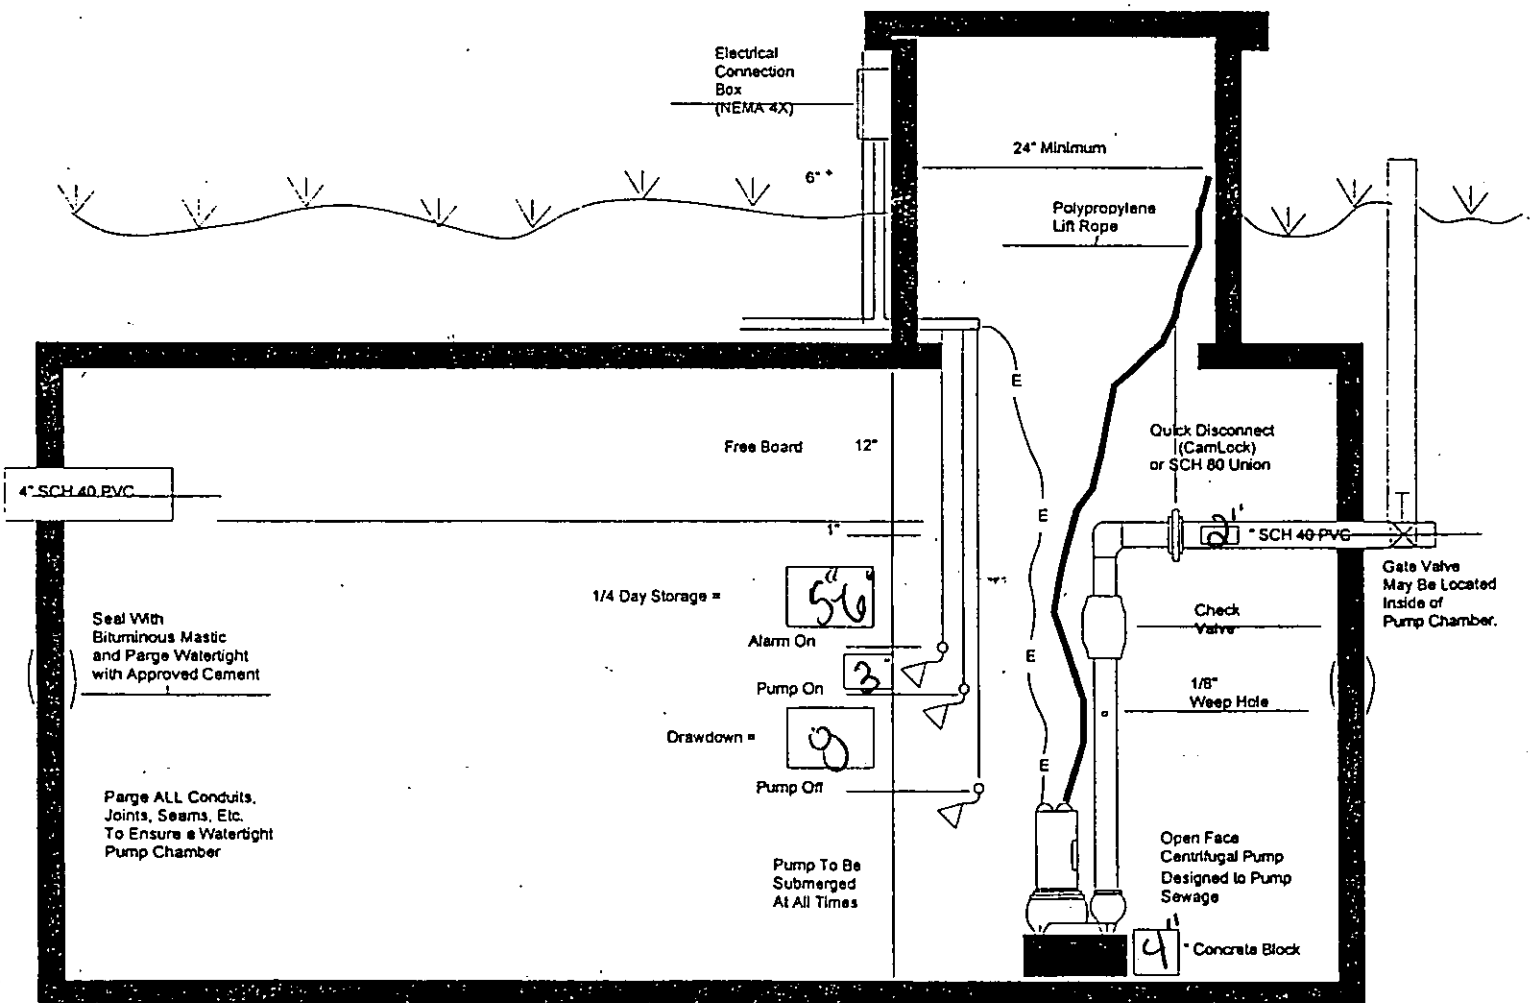 Electrical
Connection
Box
(NEMA 4X)
24" Minimum
6" +
Polypropylene
Lift Rope
E
Free Board 12"
Quick Disconnect
(CamLock)
or SCH 80 Union
4" SCH 40 PVC
E
1"
2" " SCH 40 PVC
Gate Valve
May Be Located
Inside of
Pump Chamber.
1/4 Day Storage =
Check
Valve
Seal With
Bituminous Mastic
and Parge Watertight
with Approved Cement
Alarm On
E
3"
Pump On
1/8"
Weep Hole
Drawdown =
E
Pump Off
Parge ALL Conduits,
Joints, Seams, Etc.
To Ensure a Watertight
Pump Chamber
Open Face
Centrifugal Pump
Designed to Pump
Sewage
Pump To Be
Submerged
At All Times
4" " Concrete Block